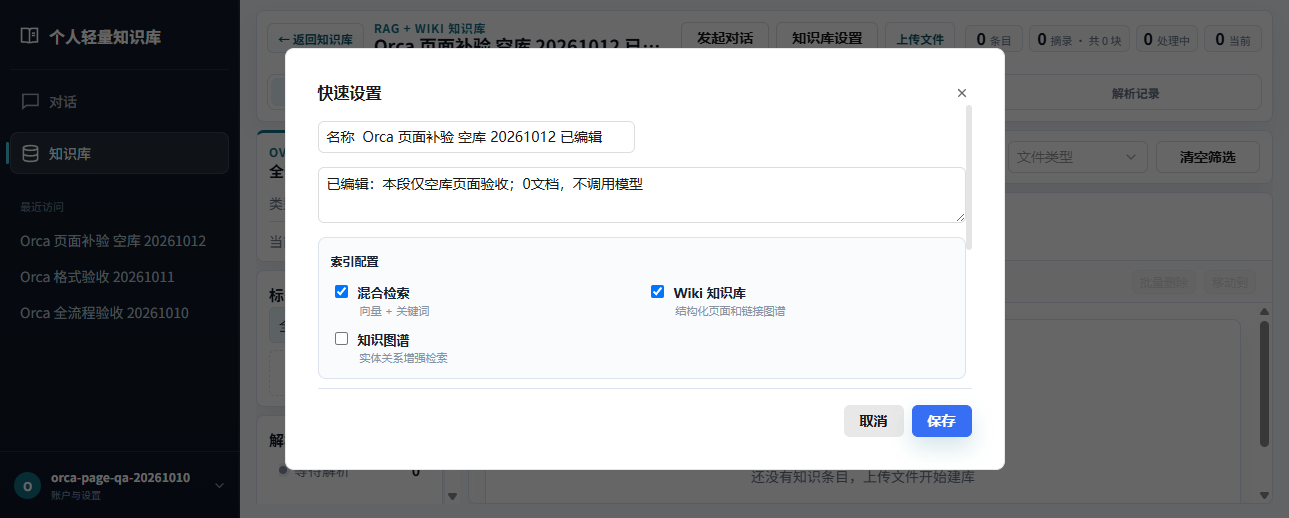 个人轻量知识库
对话
知识库
最近访问
Orca 页面补验 空库 20261012
Orca 格式验收 20261011
Orca 全流程验收 20261010
O
orca-page-qa-20261010
账户与设置
← 返回知识库
RAG + WIKI 知识库
Orca 页面补验 空库 20261012 已…
发起对话
知识库设置
上传文件
0 条目
0 摘录 · 共 0 块
0 处理中
0 当前
解析记录
文件类型
清空筛选
批量删除
移动到
快速设置
×
名称 Orca 页面补验 空库 20261012 已编辑
已编辑：本段仅空库页面验收；0文档，不调用模型
索引配置
混合检索
向量 + 关键词
Wiki 知识库
结构化页面和链接图谱
知识图谱
实体关系增强检索
取消
保存
等待解析
0
还没有知识条目，上传文件开始建库